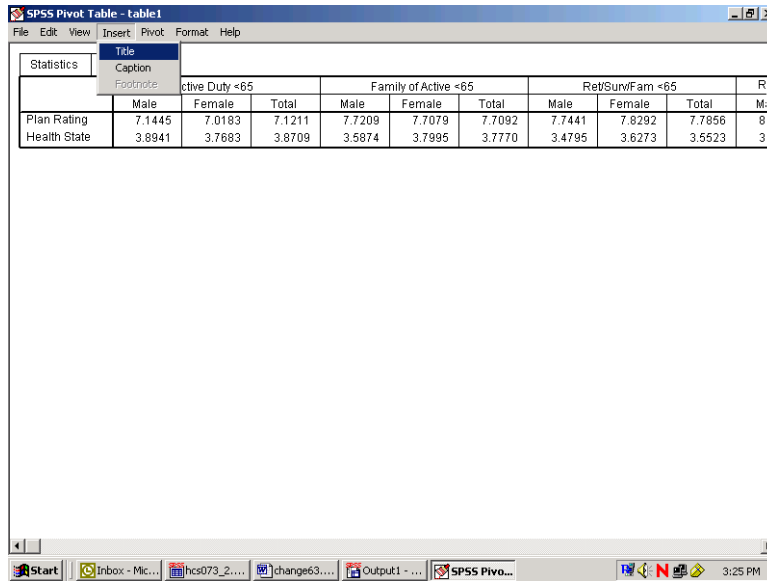 SPSS Pivot Table - table1
File Edit View Insert Pivot Format Help
Title
Caption
Footnote
Statistics
ctive Duty <65 Family of Active <65 Ret/Surv/Fam <65 R
Male Female Total Male Female Total Male Female Total Ma
Plan Rating 7.1445 7.0183 7.1211 7.7209 7.7079 7.7092 7.7441 7.8292 7.7856 8
Health State 3.8941 3.7683 3.8709 3.5874 3.7995 3.7770 3.4795 3.6273 3.5523 3
Start Inbox - Mic... hcs073_2.... change63.... Output1 - ... SPSS Pivo... N 3:25 PM